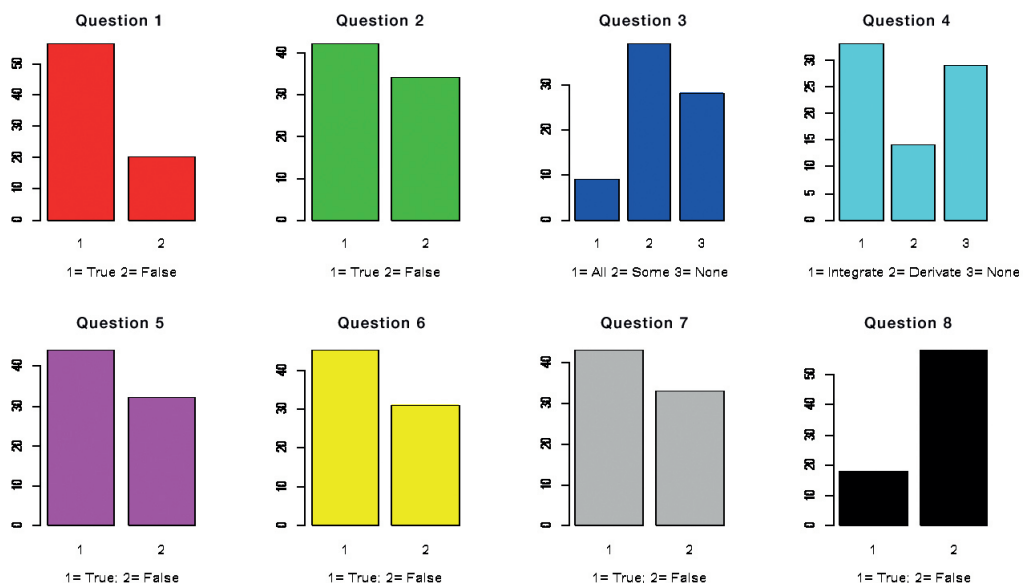 Question 1
50
40
30
20
10
0
1 2
1= True 2= False
Question 2
40
30
20
10
0
1 2
1= True 2= False
Question 3
30
20
10
0
1 2 3
1= All 2= Some 3= None
Question 4
30
25
20
15
10
5
0
1 2 3
1= Integrate 2= Derivate 3= None
Question 5
40
30
20
10
0
1 2
1= True; 2= False
Question 6
40
30
20
10
0
1 2
1= True; 2= False
Question 7
40
30
20
10
0
1 2
1= True; 2= False
Question 8
50
40
30
20
10
0
1 2
1= True; 2= False